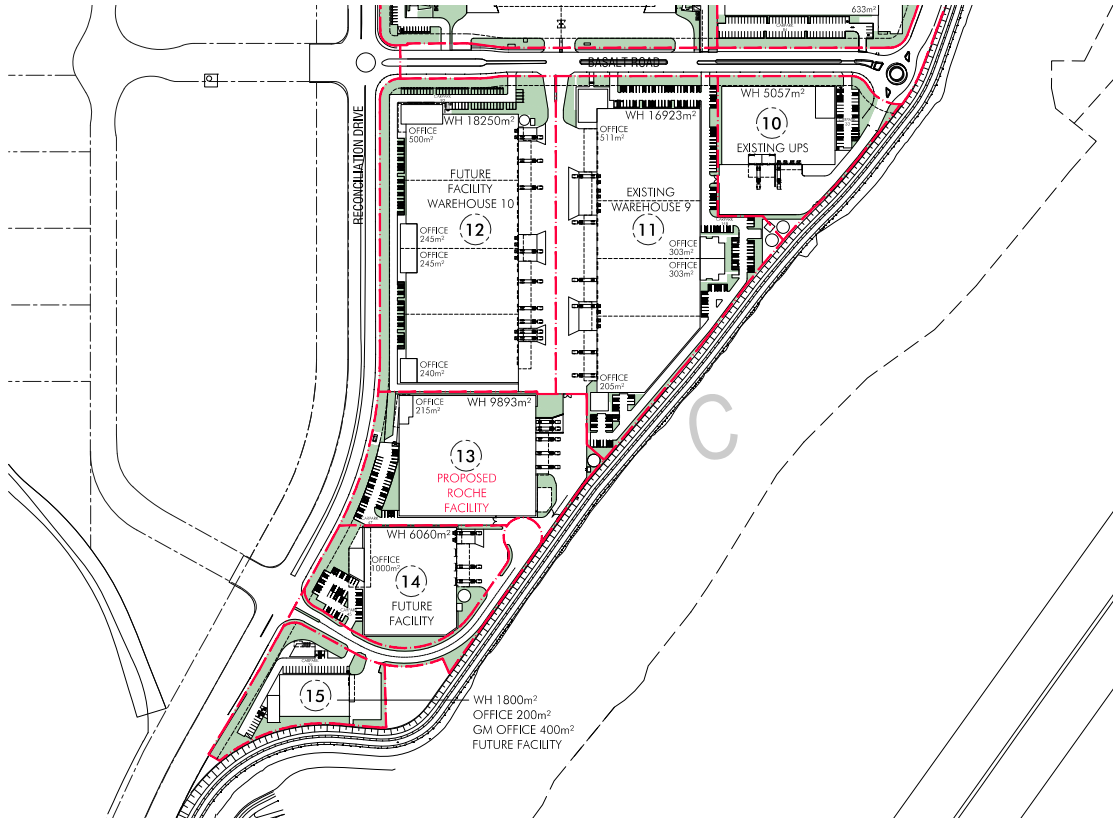 633m²
BASALT ROAD
RECONCILIATION DRIVE
OFFICE
500m²
WH 18250m²
FUTURE
FACILITY
WAREHOUSE 10
12
OFFICE
245m²
OFFICE
245m²
OFFICE
240m²
WH 16923m²
OFFICE
511m²
EXISTING
WAREHOUSE 9
11
OFFICE
303m²
OFFICE
303m²
OFFICE
205m²
WH 5057m²
10
EXISTING UPS
C
OFFICE
215m²
WH 9893m²
13
PROPOSED
ROCHE
FACILITY
WH 6060m²
OFFICE
1000m²
14
FUTURE
FACILITY
CARPARK
15
WH 1800m²
OFFICE 200m²
GM OFFICE 400m²
FUTURE FACILITY